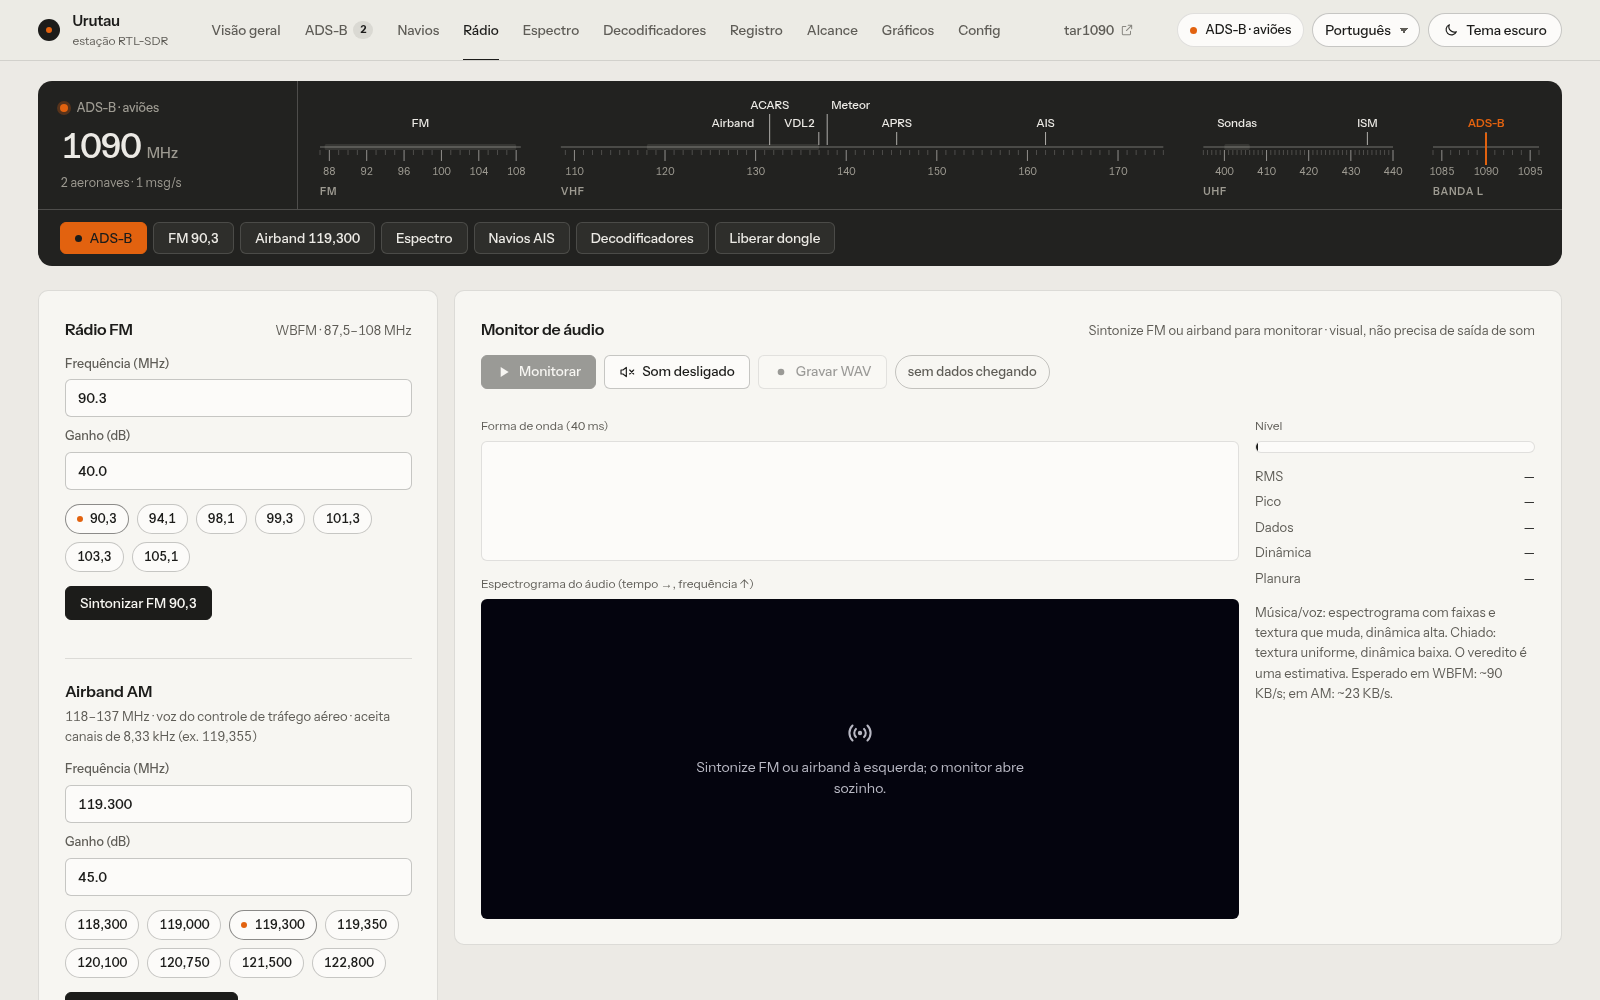 Urutau
estação RTL-SDR
Visão geral
ADS-B 2
Navios
Rádio
Espectro
Decodificadores
Registro
Alcance
Gráficos
Config
tar1090
ADS-B · aviões
Português
Tema escuro
ADS-B · aviões
1090 MHz
2 aeronaves · 1 msg/s
FM
88 92 96 100 104 108
FM
ACARS Meteor
Airband VDL2 APRS AIS
110 120 130 140 150 160 170
VHF
Sondas ISM
400 410 420 430 440
UHF
ADS-B
1085 1090 1095
BANDA L
ADS-B
FM 90,3
Airband 119,300
Espectro
Navios AIS
Decodificadores
Liberar dongle
Rádio FM
WBFM · 87,5–108 MHz
Frequência (MHz)
90.3
Ganho (dB)
40.0
90,3 94,1 98,1 99,3 101,3
103,3 105,1
Sintonizar FM 90,3
Airband AM
118–137 MHz · voz do controle de tráfego aéreo · aceita
canais de 8,33 kHz (ex. 119,355)
Frequência (MHz)
119.300
Ganho (dB)
45.0
118,300 119,000 119,300 119,350
120,100 120,750 121,500 122,800
Monitor de áudio
Sintonize FM ou airband para monitorar · visual, não precisa de saída de som
Monitorar
Som desligado
Gravar WAV
sem dados chegando
Forma de onda (40 ms)
Espectrograma do áudio (tempo →, frequência ↑)
Sintonize FM ou airband à esquerda; o monitor abre
sozinho.
Nível
RMS —
Pico —
Dados —
Dinâmica —
Planura —
Música/voz: espectrograma com faixas e
textura que muda, dinâmica alta. Chiado:
textura uniforme, dinâmica baixa. O veredito é
uma estimativa. Esperado em WBFM: ~90
KB/s; em AM: ~23 KB/s.